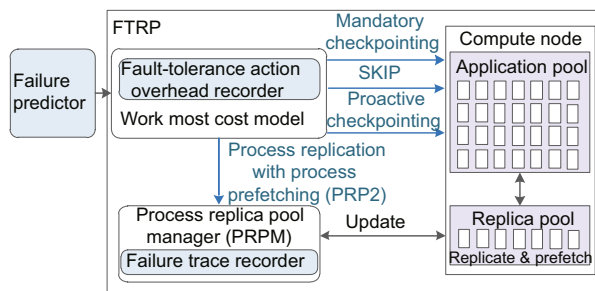 FTRP
Failure
predictor
Fault-tolerance action
overhead recorder
Work most cost model
Mandatory
checkpointing
SKIP
Proactive
checkpointing
Process replication
with process
prefetching (PRP2)
Process replica pool
manager (PRPM)
Failure trace recorder
Update
Compute node
Application pool
Replica pool
Replicate & prefetch